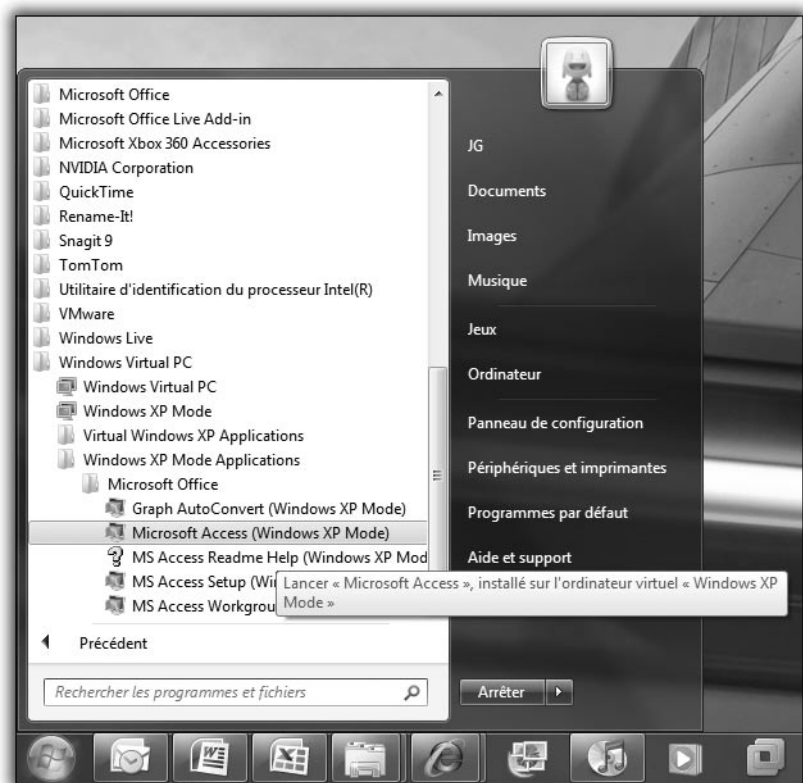 Microsoft Office
Microsoft Office Live Add-in
Microsoft Xbox 360 Accessories
NVIDIA Corporation
QuickTime
Rename-It!
Snagit 9
TomTom
Utilitaire d'identification du processeur Intel(R)
VMware
Windows Live
Windows Virtual PC
Windows Virtual PC
Windows XP Mode
Virtual Windows XP Applications
Windows XP Mode Applications
Microsoft Office
Graph AutoConvert (Windows XP Mode)
Microsoft Access (Windows XP Mode)
MS Access Readme Help (Windows XP Mod
MS Access Setup (Wi
MS Access Workgrou
Lancer « Microsoft Access », installé sur l'ordinateur virtuel « Windows XP
Mode »
Précédent
Rechercher les programmes et fichiers
JG
Documents
Images
Musique
Jeux
Ordinateur
Panneau de configuration
Périphériques et imprimantes
Programmes par défaut
Aide et support
Arrêter